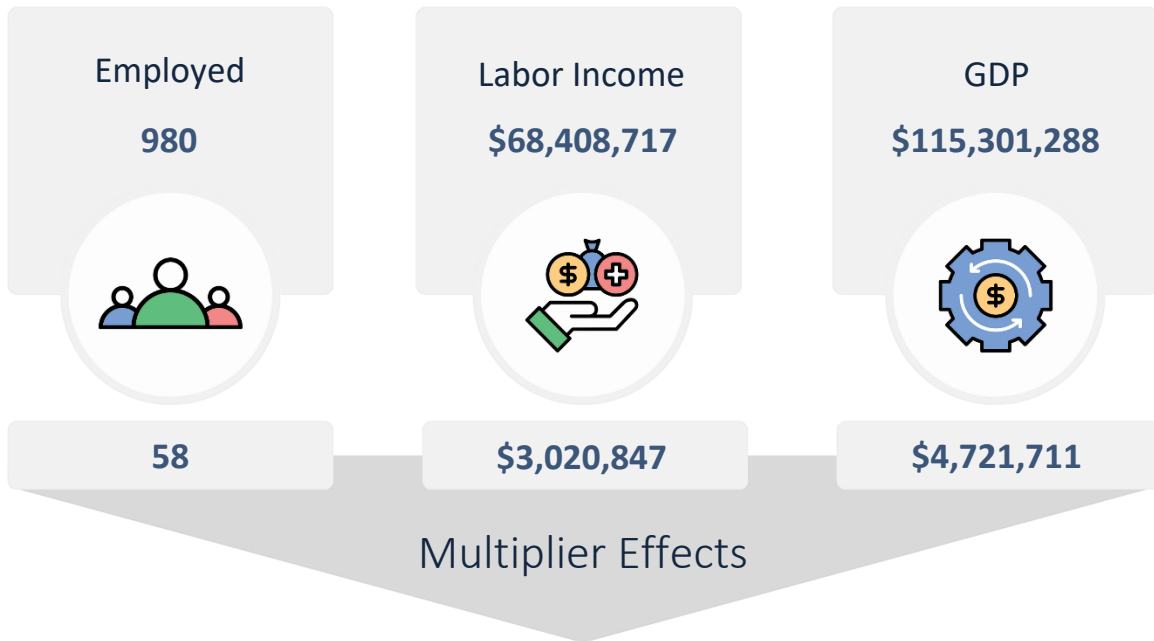 Employed
980
Labor Income
$68,408,717
GDP
$115,301,288
$
$
58
$3,020,847
$4,721,711
Multiplier Effects